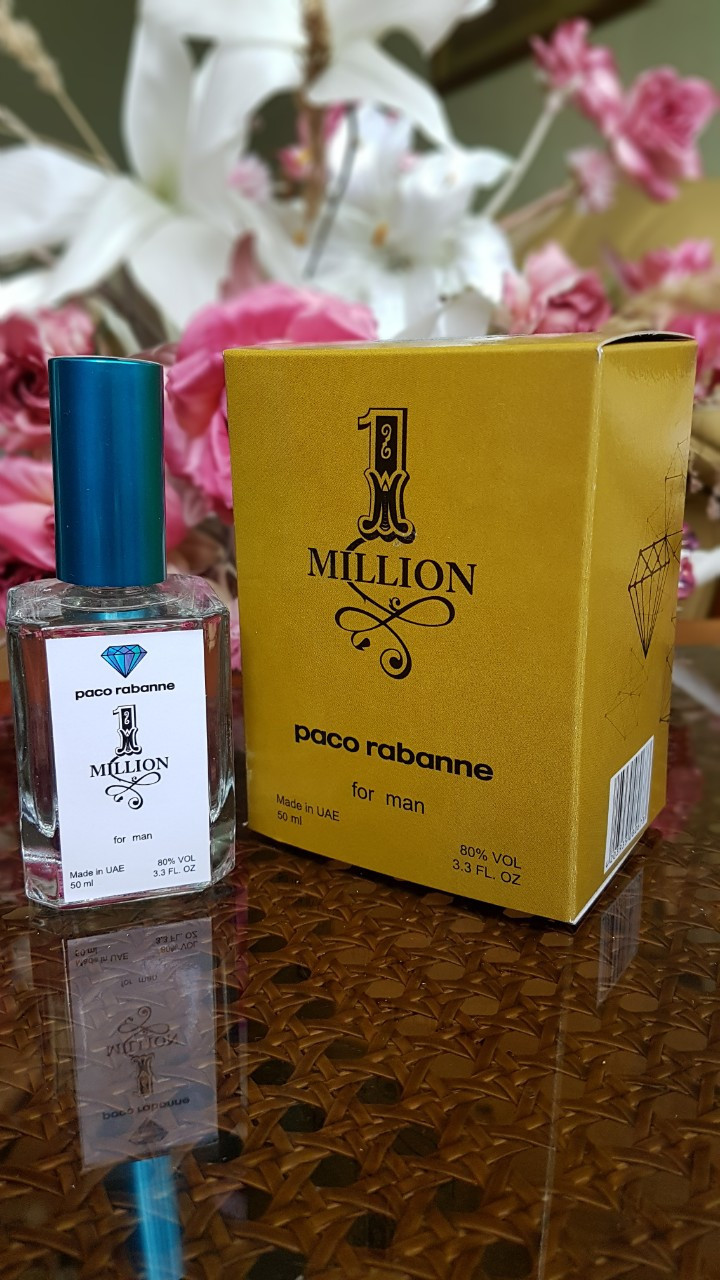 paco rabanne
1
MILLION
for man
Made in UAE
50 ml
80% VOL
3.3 FL. OZ
1
MILLION
paco rabanne
for man
Made in UAE
50 ml
80% VOL
3.3 FL. OZ